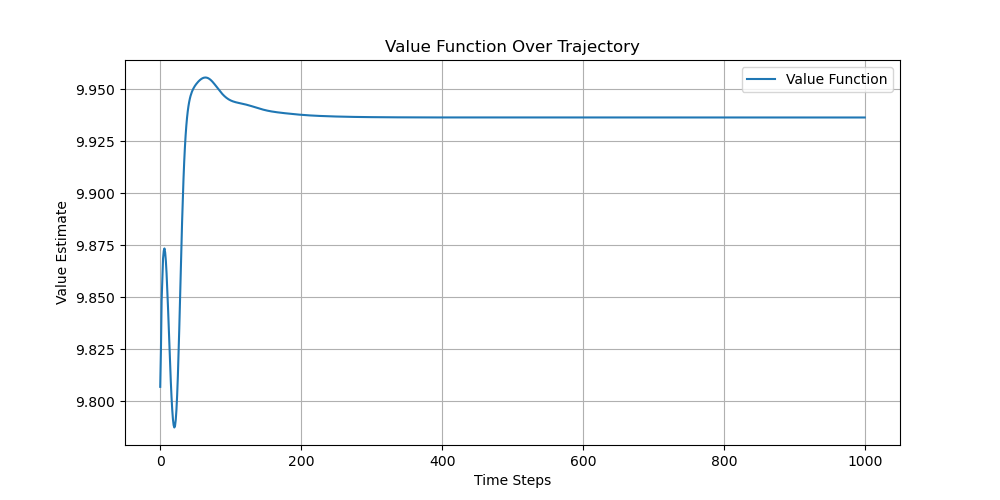 Value Function Over Trajectory
Value Function
9.950
9.925
9.900
9.875
9.850
9.825
9.800
Value Estimate
0 200 400 600 800 1000
Time Steps